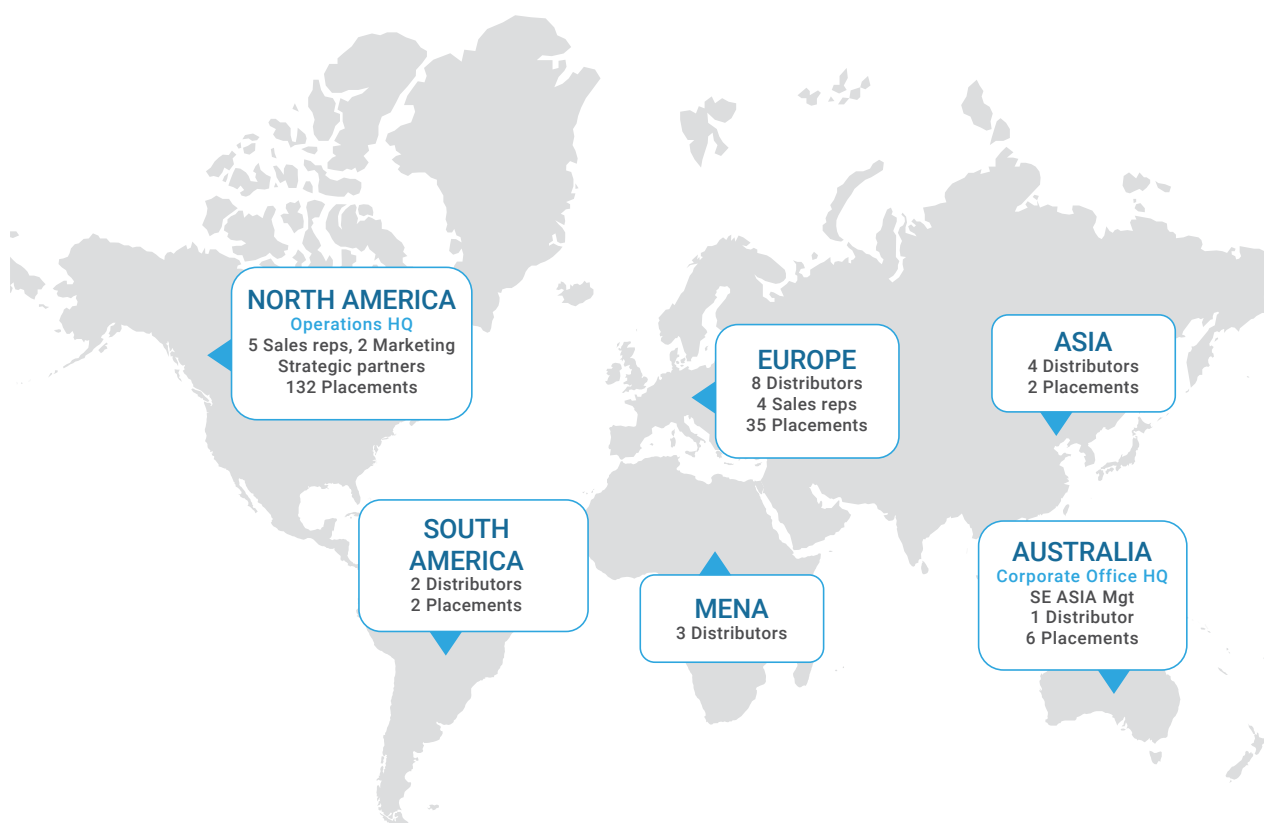 NORTH AMERICA
Operations HQ
5 Sales reps, 2 Marketing
Strategic partners
132 Placements
EUROPE
8 Distributors
4 Sales reps
35 Placements
ASIA
4 Distributors
2 Placements
SOUTH
AMERICA
2 Distributors
2 Placements
MENA
3 Distributors
AUSTRALIA
Corporate Office HQ
SE ASIA Mgt
1 Distributor
6 Placements